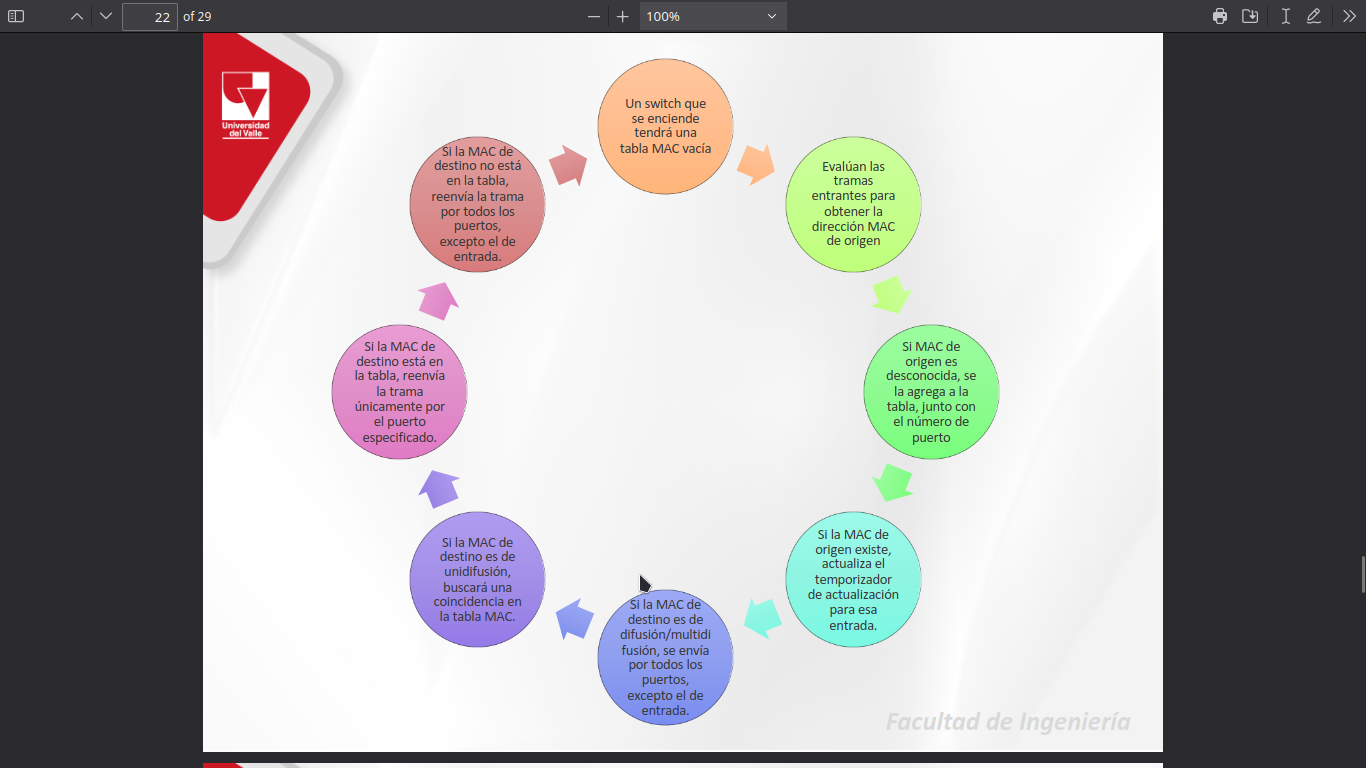 22 of 29
100%
Universidad
del Valle
Un switch que
se enciende
tendrá una
tabla MAC vacía
Evalúan las
tramas
entrantes para
obtener la
dirección MAC
de origen
Si MAC de
origen es
desconocida, se
la agrega a la
tabla, junto con
el número de
puerto
Si la MAC de
origen existe,
actualiza el
temporizador
de actualización
para esa
entrada.
Si la MAC de
destino es de
difusión/multidi
fusión, se envía
por todos los
puertos,
excepto el de
entrada.
Si la MAC de
destino es de
unidifusión,
buscará una
coincidencia en
la tabla MAC.
Si la MAC de
destino está en
la tabla, reenvía
la trama
únicamente por
el puerto
especificado.
Si la MAC de
destino no está
en la tabla,
reenvía la trama
por todos los
puertos,
excepto el de
entrada.
Facultad de Ingeniería